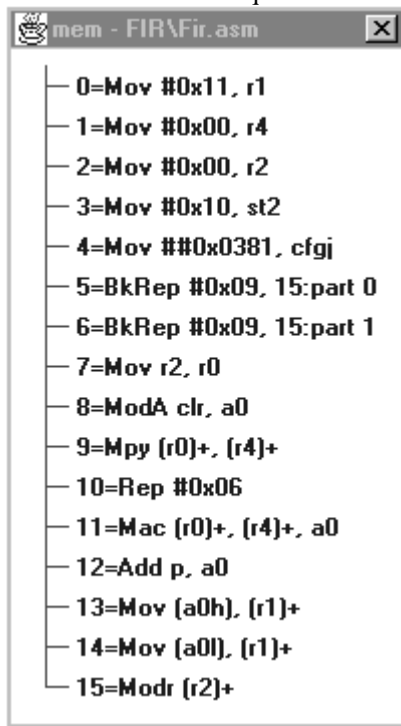 mem - FIR\Fir.asm
0=Mov #0x11, r1
1=Mov #0x00, r4
2=Mov #0x00, r2
3=Mov #0x10, st2
4=Mov ##0x0381, cfgj
5=BkRep #0x09, 15:part 0
6=BkRep #0x09, 15:part 1
7=Mov r2, r0
8=ModA clr, a0
9=Mpy (r0)+, (r4)+
10=Rep #0x06
11=Mac (r0)+, (r4)+, a0
12=Add p, a0
13=Mov (a0h), (r1)+
14=Mov (a0l), (r1)+
15=Modr (r2)+